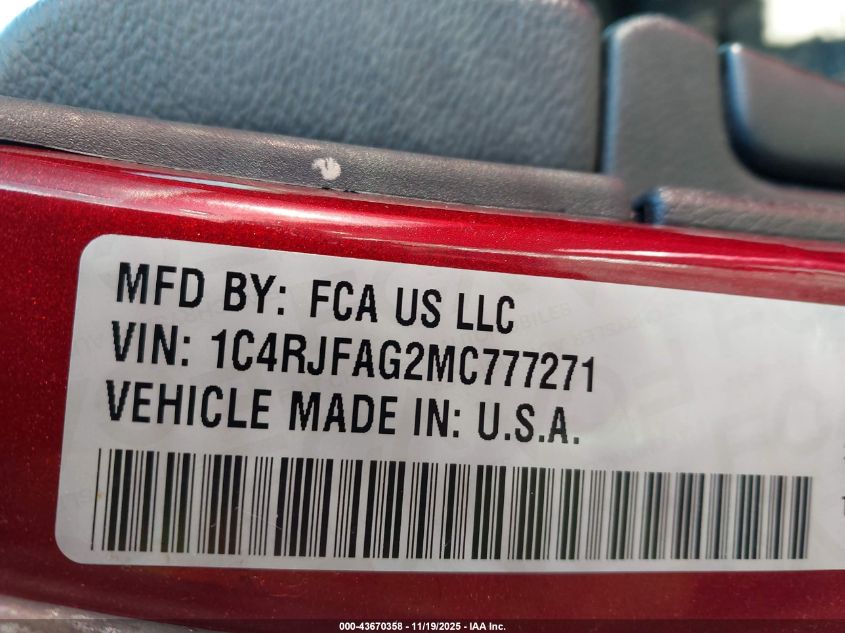 MFD BY: FCA US LLC
VIN: 1C4RJFAG2MC777271
VEHICLE MADE IN: U.S.A.
000-43670358 - 11/19/2025 - IAA Inc.